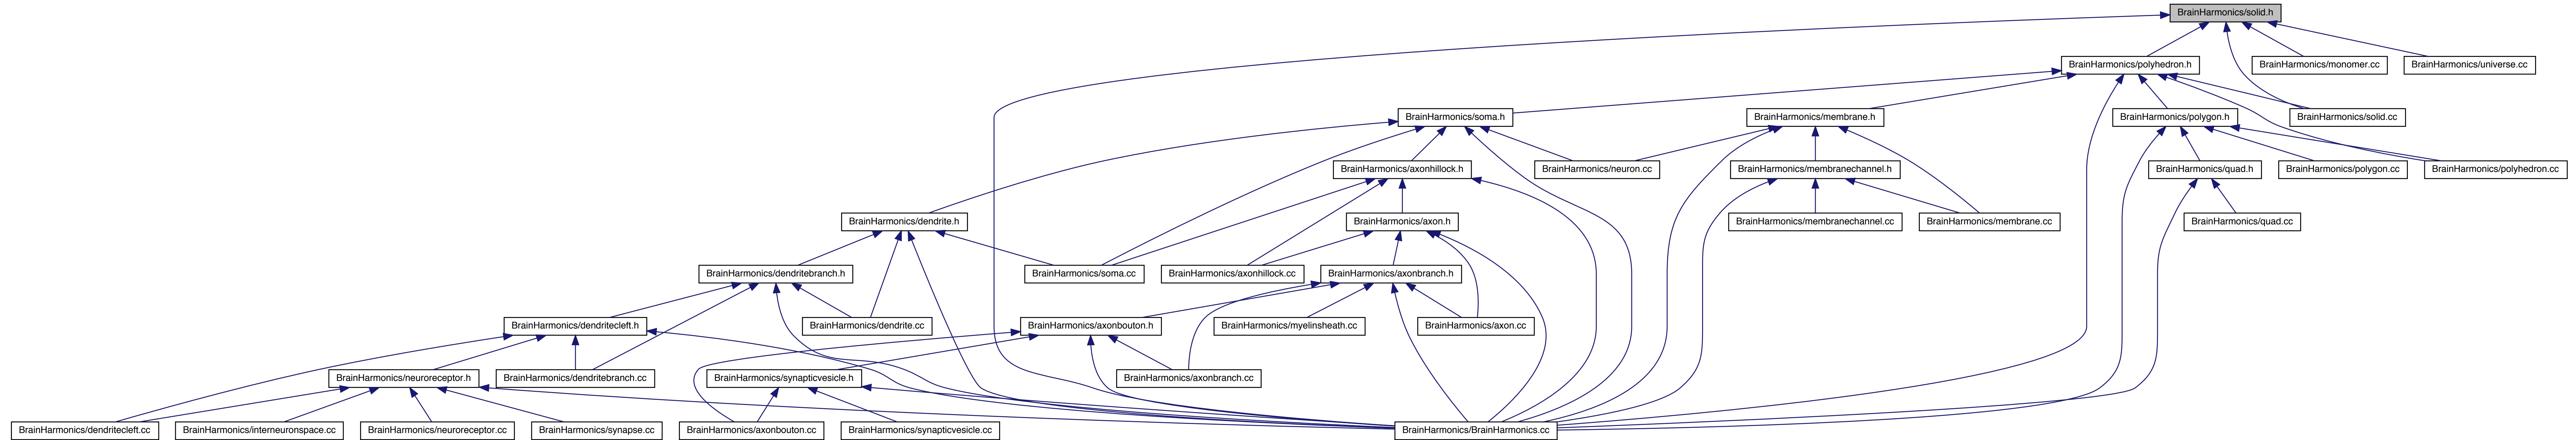 BrainHarmonics/solid.h
BrainHarmonics/polyhedron.h
BrainHarmonics/monomer.cc
BrainHarmonics/universe.cc
BrainHarmonics/soma.h
BrainHarmonics/membrane.h
BrainHarmonics/polygon.h
BrainHarmonics/solid.cc
BrainHarmonics/axonhillock.h
BrainHarmonics/neuron.cc
BrainHarmonics/membranechannel.h
BrainHarmonics/quad.h
BrainHarmonics/polygon.cc
BrainHarmonics/polyhedron.cc
BrainHarmonics/dendrite.h
BrainHarmonics/axon.h
BrainHarmonics/membranechannel.cc
BrainHarmonics/membrane.cc
BrainHarmonics/quad.cc
BrainHarmonics/dendritebranch.h
BrainHarmonics/soma.cc
BrainHarmonics/axonhillock.cc
BrainHarmonics/axonbranch.h
BrainHarmonics/dendritecleft.h
BrainHarmonics/dendrite.cc
BrainHarmonics/axonbouton.h
BrainHarmonics/myelinsheath.cc
BrainHarmonics/axon.cc
BrainHarmonics/neuroreceptor.h
BrainHarmonics/dendritebranch.cc
BrainHarmonics/synapticvesicle.h
BrainHarmonics/axonbranch.cc
BrainHarmonics/dendritecleft.cc
BrainHarmonics/interneuronspace.cc
BrainHarmonics/neuroreceptor.cc
BrainHarmonics/synapse.cc
BrainHarmonics/axonbouton.cc
BrainHarmonics/synapticvesicle.cc
BrainHarmonics/BrainHarmonics.cc